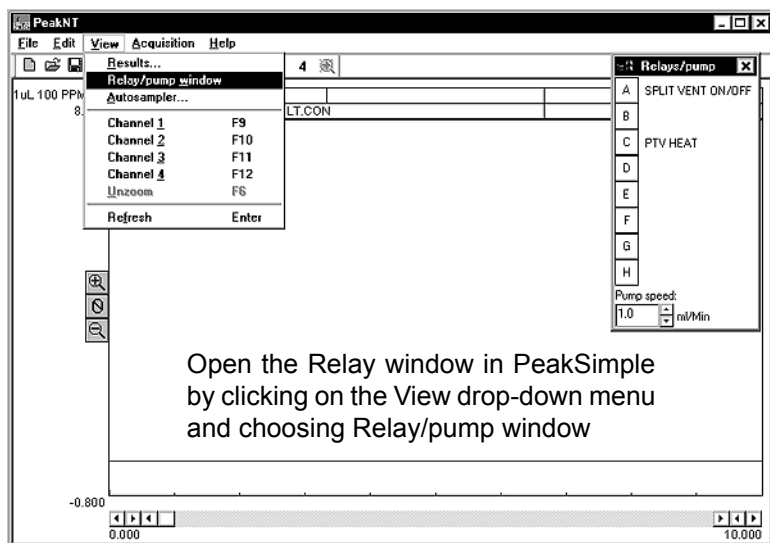 PeakNT
File Edit View Acquisition Help
4
Results...
Relay/pump window
Autosampler...
Channel 1 F9
Channel 2 F10
Channel 3 F11
Channel 4 F12
Unzoom F6
Refresh Enter
1uL, 100 PPM
8.
LT.CON
Relays/pump
A SPLIT VENT ON/OFF
B
C PTV HEAT
D
E
F
G
H
Pump speed:
1.0 ml/Min
Open the Relay window in PeakSimple
by clicking on the View drop-down menu
and choosing Relay/pump window
-0.800
0.000 10.000